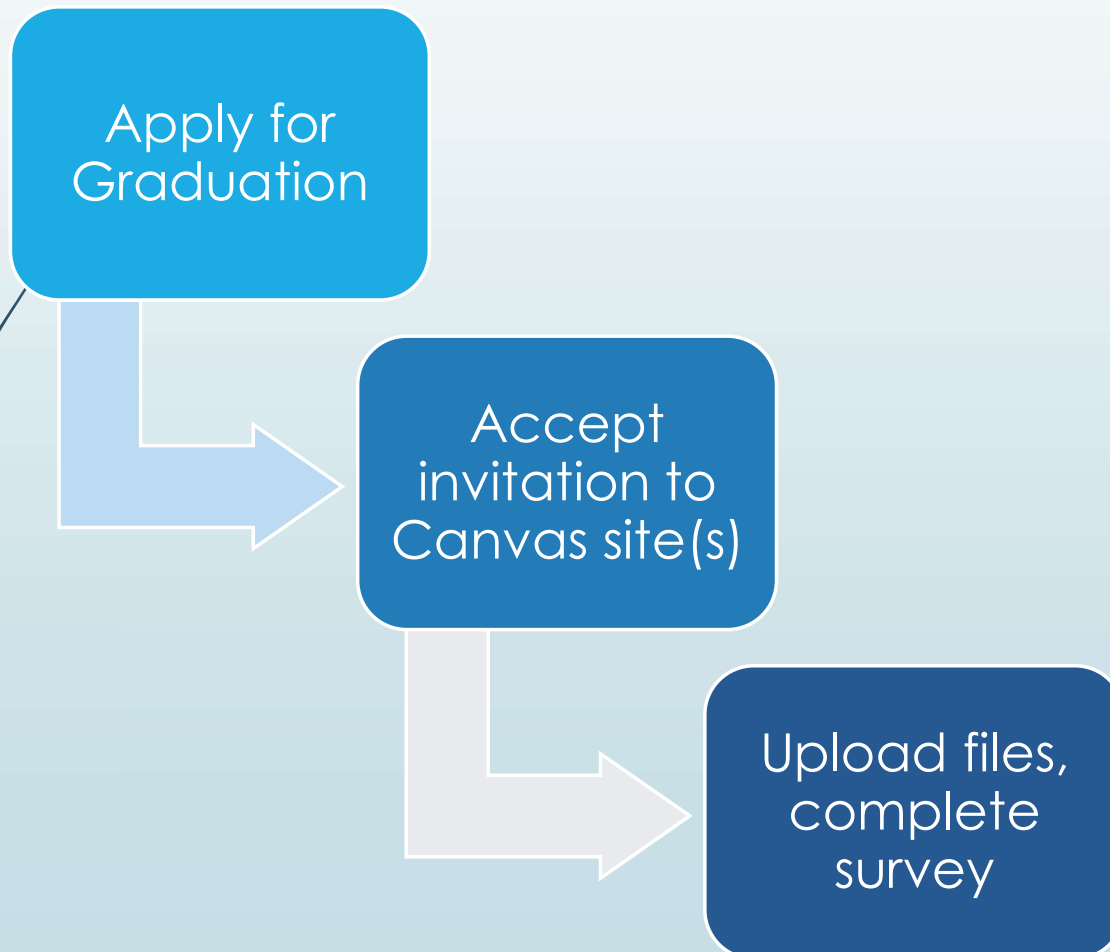 Apply for
Graduation
Accept
invitation to
Canvas site(s)
Upload files,
complete
survey